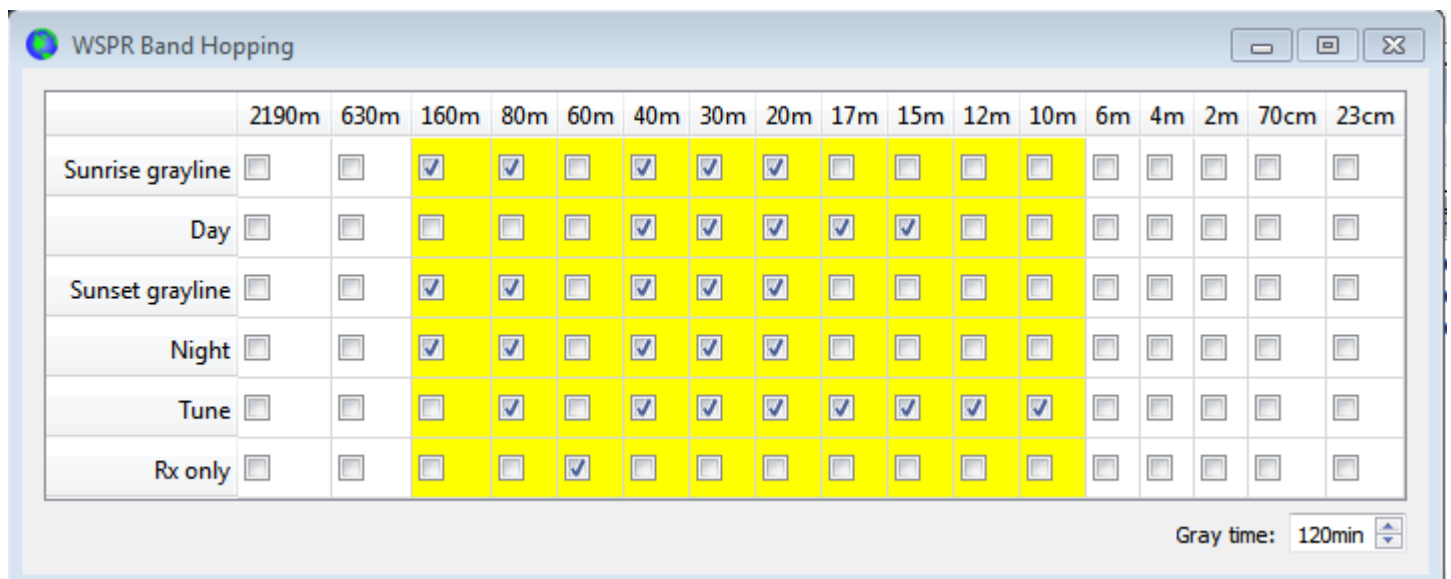 WSPR Band Hopping
2190m 630m 160m 80m 60m 40m 30m 20m 17m 15m 12m 10m 6m 4m 2m 70cm 23cm
Sunrise grayline
Day
Sunset grayline
Night
Tune
Rx only
Gray time: 120min